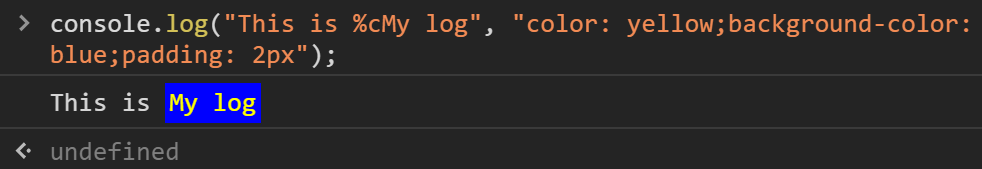 > console.log("This is %cMy log", "color: yellow;background-color:
blue;padding: 2px");
This is My log
undefined